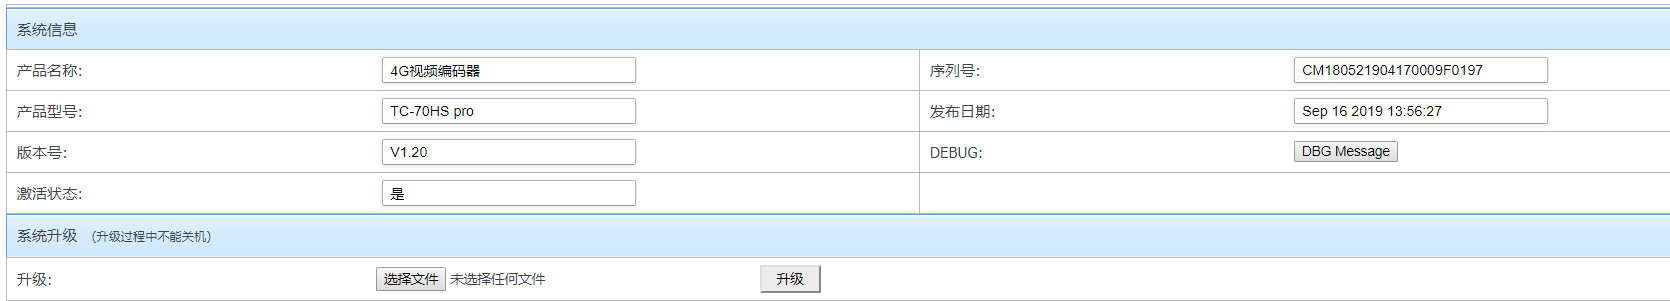 系统信息
产品名称: 4G视频编码器 序列号: CM180521904170009F0197
产品型号: TC-70HS pro 发布日期: Sep 16 2019 13:56:27
版本号: V1.20 DEBUG: DBG Message
激活状态: 是
系统升级 (升级过程中不能关机)
升级: 选择文件 未选择任何文件 升级